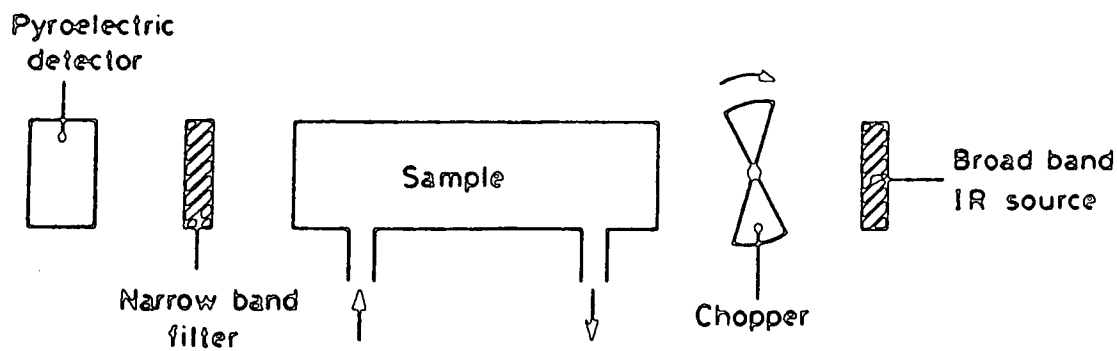 Pyroelectric
detector
Sample
Broad band
IR source
Narrow band
filter
Chopper